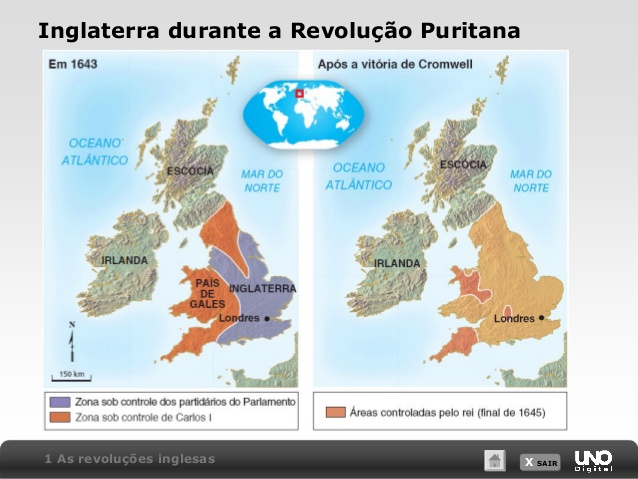 Inglaterra durante a Revolução Puritana
Em 1643
OCEANO
ATLÂNTICO
ESCÓCIA
MAR DO
NORTE
IRLANDA
PAÍS
DE
GALES
INGLATERRA
Londres
N
150 km
Zona sob controle dos partidários do Parlamento
Zona sob controle de Carlos I
Após a vitória de Cromwell
OCEANO
ATLÂNTICO
ESCÓCIA
MAR DO
NORTE
IRLANDA
Londres
Áreas controladas pelo rei (final de 1645)
1 As revoluções inglesas
X SAIR
UNO
Digital